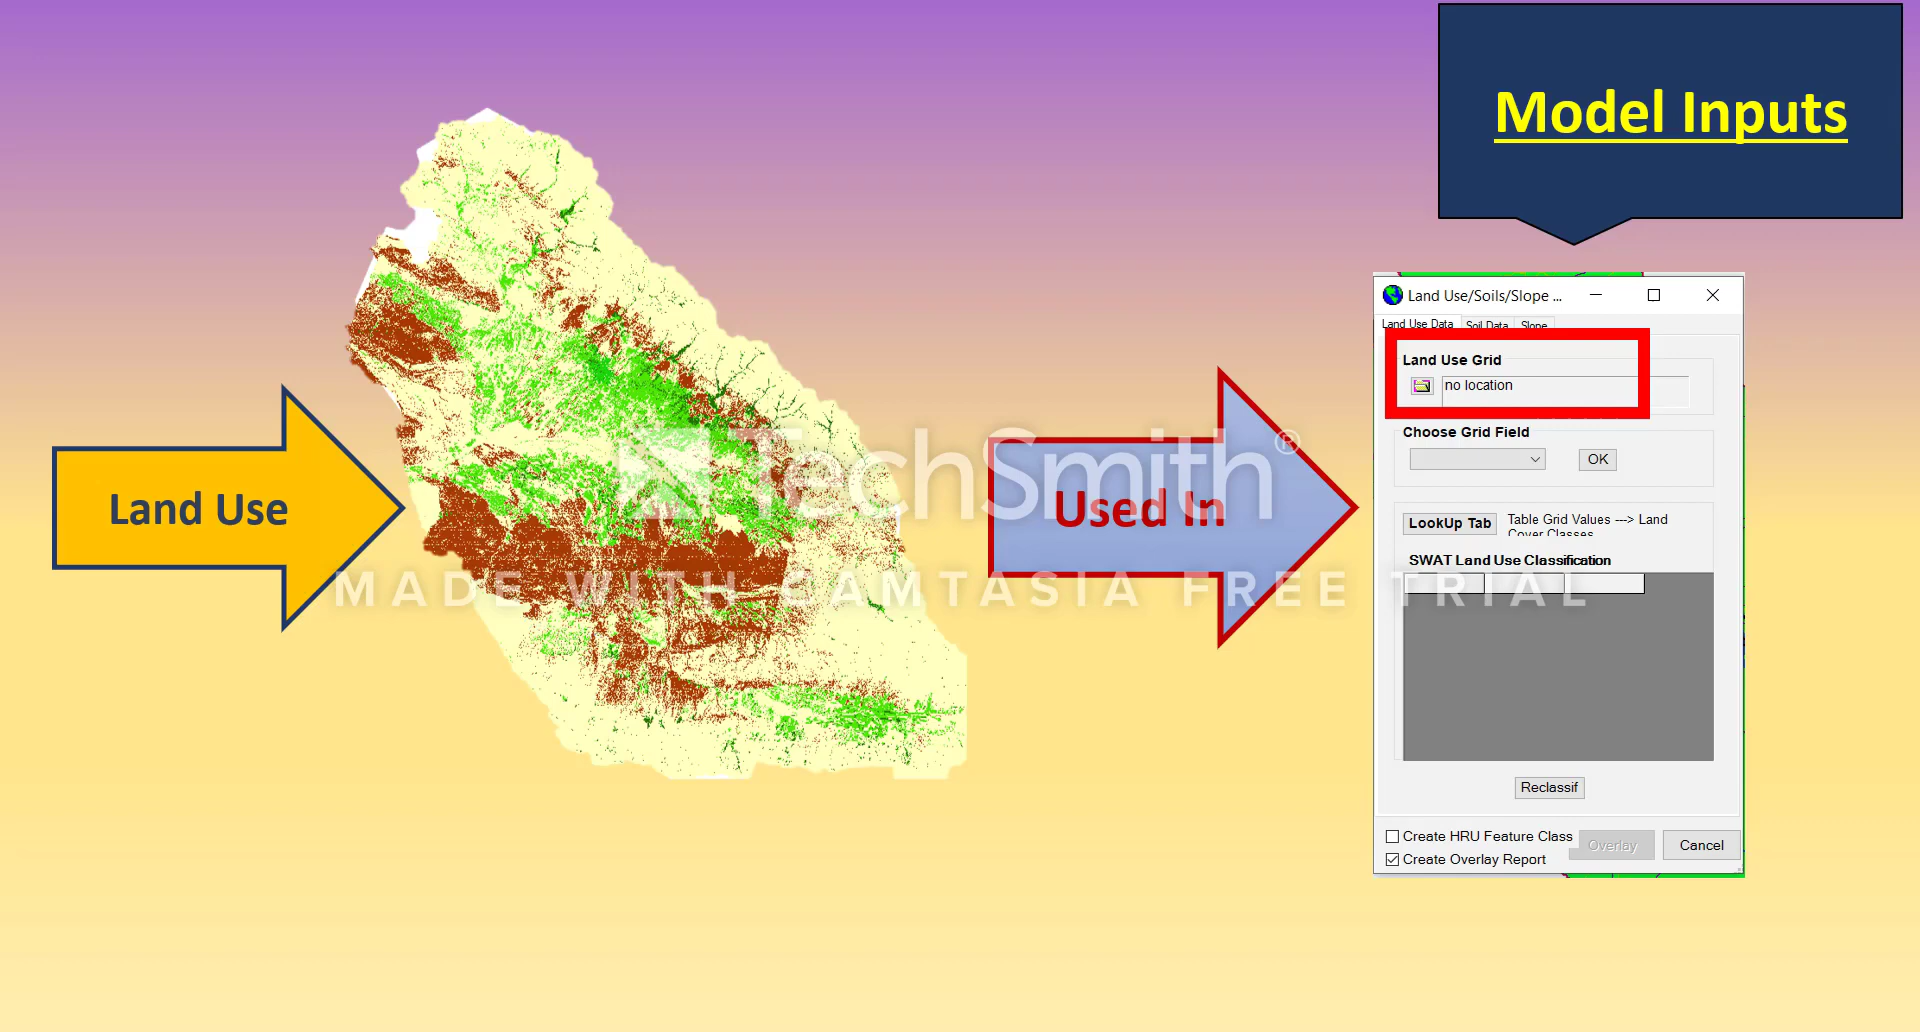 Model Inputs
Land Use
Used In
TechSmith®
MADE WITH CAMTASIA FREE TRIAL
Land Use/Soils/Slope ...
Land Use Data
Soil Data
Slope
Land Use Grid
no location
Choose Grid Field
OK
LookUp Tab
Table Grid Values ---> Land
Cover Classes
SWAT Land Use Classification
Reclassif
Create HRU Feature Class
Overlay
Cancel
Create Overlay Report